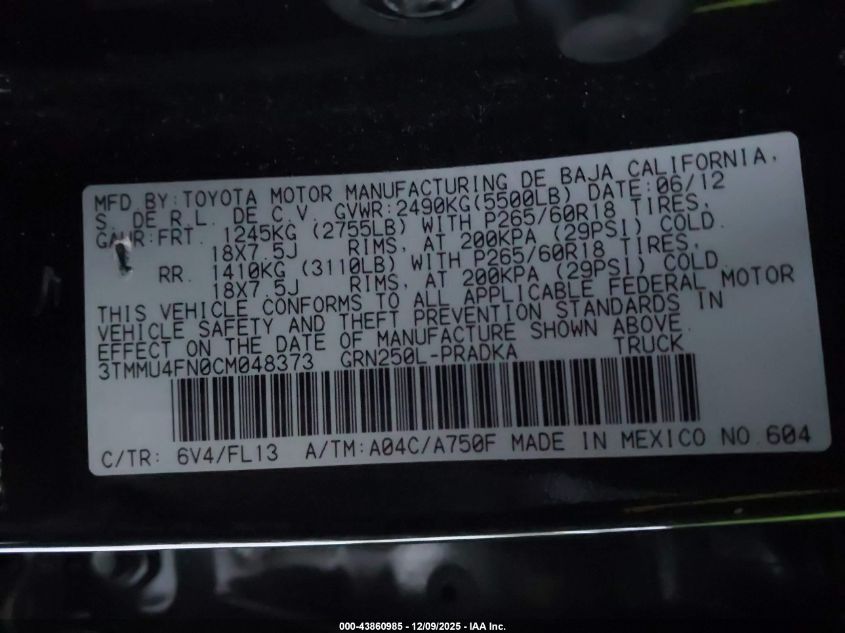 MFD BY:TOYOTA MOTOR MANUFACTURING DE BAJA CALIFORNIA,
S. DE R.L. DE C.V. GVWR:2490KG(5500LB) DATE:06/12
GAWR:FRT. 1245KG (2755LB) WITH P265/60R18 TIRES,
18X7.5J RIMS, AT 200KPA (29PSI) COLD.
RR. 1410KG (3110LB) WITH P265/60R18 TIRES,
18X7.5J RIMS, AT 200KPA (29PSI) COLD.
THIS VEHICLE CONFORMS TO ALL APPLICABLE FEDERAL MOTOR
VEHICLE SAFETY AND THEFT PREVENTION STANDARDS IN
EFFECT ON THE DATE OF MANUFACTURE SHOWN ABOVE.
3TMMU4FN0CM048373 GRN250L-PRADKA TRUCK
C/TR: 6V4/FL13 A/TM:A04C/A750F MADE IN MEXICO NO.604
000-43860985 - 12/09/2025 - IAA Inc.